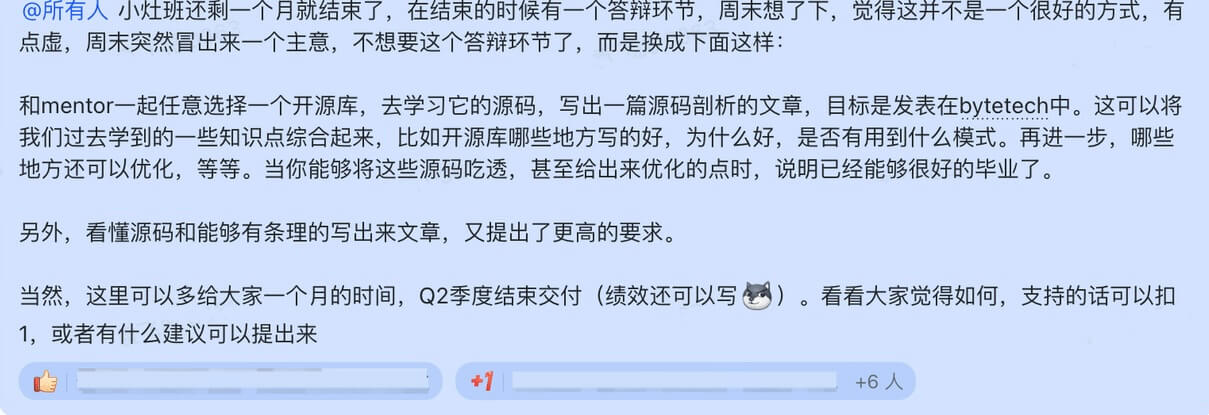 @所有人 小灶班还剩一个月就结束了，在结束的时候有一个答辩环节，周末想了下，觉得这并不是一个很好的方式，有
点虚，周末突然冒出来一个主意，不想要这个答辩环节了，而是换成下面这样：
和mentor一起任意选择一个开源库，去学习它的源码，写出一篇源码剖析的文章，目标是发表在bytetech中。这可以将
我们过去学到的一些知识点综合起来，比如开源库哪些地方写的好，为什么好，是否有用到什么模式。再进一步，哪些
地方还可以优化，等等。当你能够将这些源码吃透，甚至给出来优化的点时，说明已经能够很好的毕业了。
另外，看懂源码和能够有条理的写出来文章，又提出了更高的要求。
当然，这里可以多给大家一个月的时间，Q2季度结束交付（绩效还可以写）。看看大家觉得如何，支持的话可以扣
1，或者有什么建议可以提出来
+1 +6 人